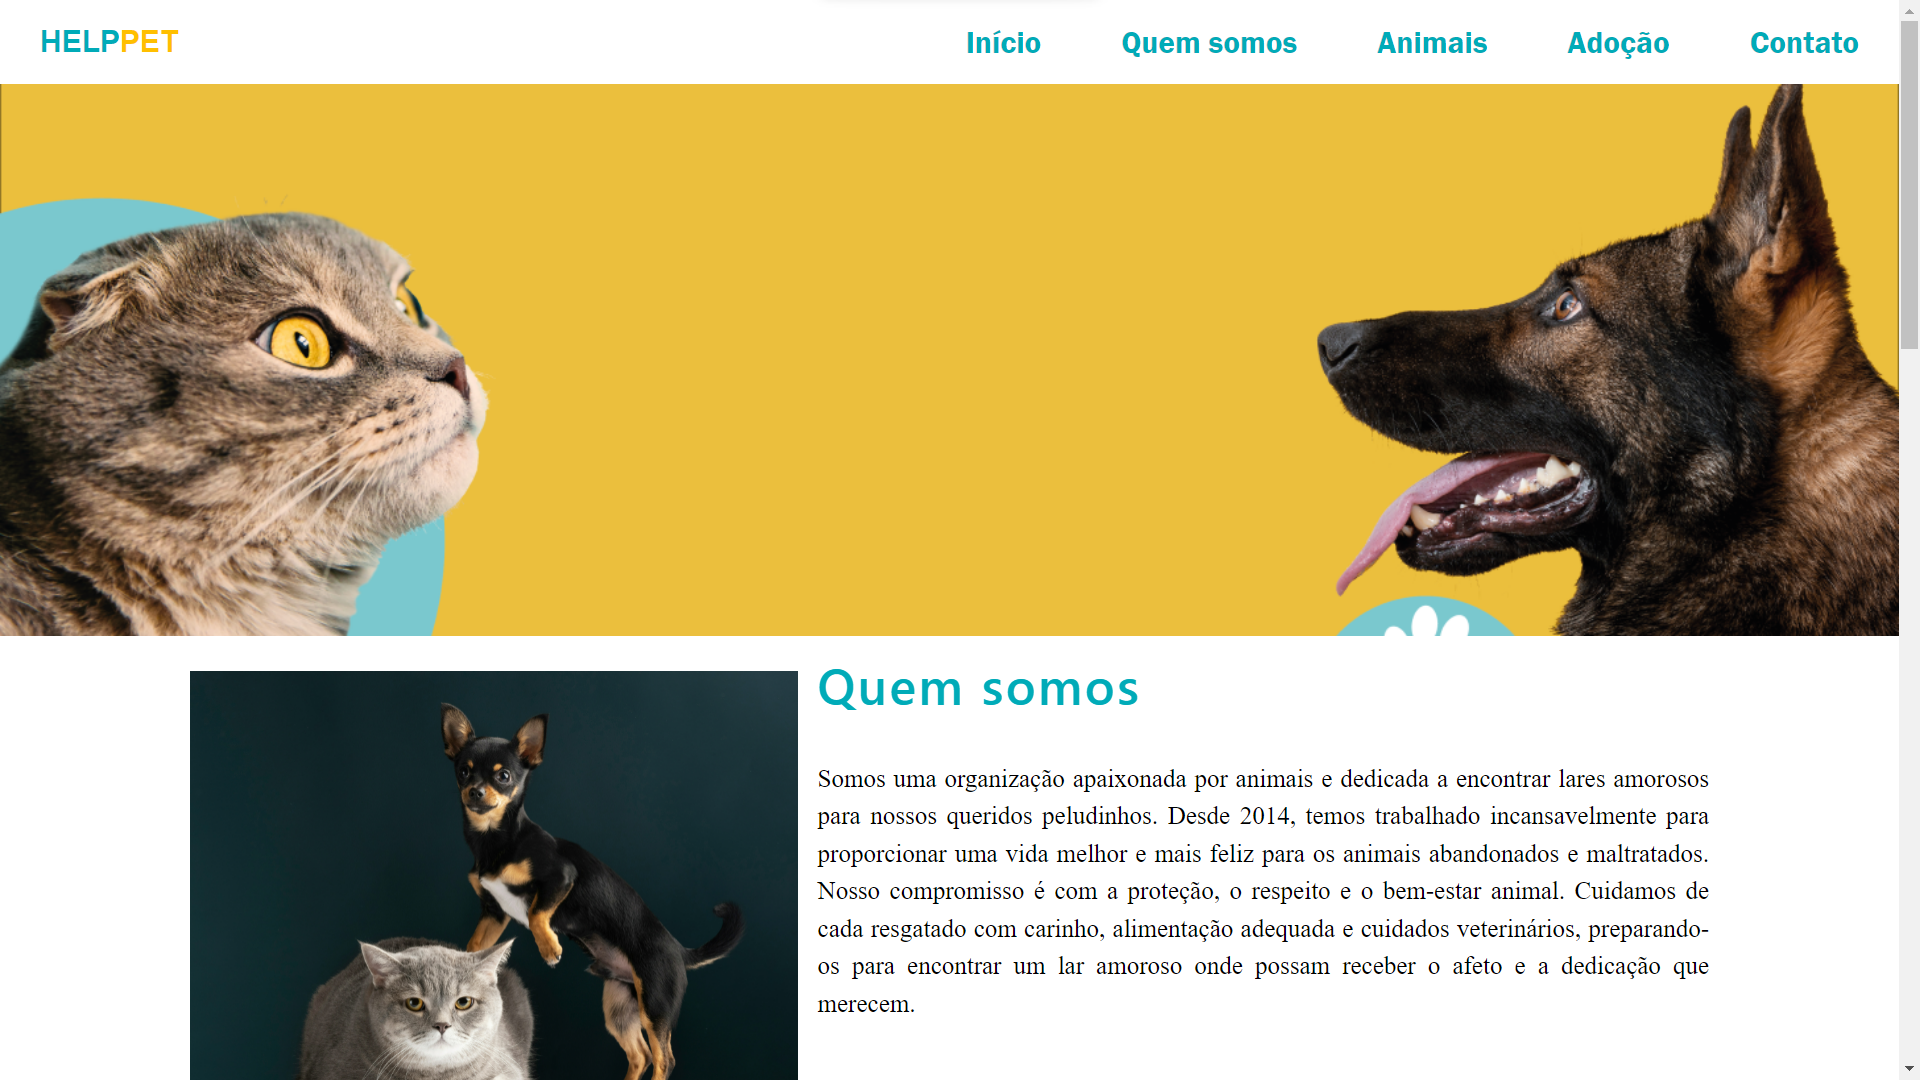 HELPPET
Início Quem somos Animais Adoção Contato
Quem somos
Somos uma organização apaixonada por animais e dedicada a encontrar lares amorosos
para nossos queridos peludinhos. Desde 2014, temos trabalhado incansavelmente para
proporcionar uma vida melhor e mais feliz para os animais abandonados e maltratados.
Nosso compromisso é com a proteção, o respeito e o bem-estar animal. Cuidamos de
cada resgatado com carinho, alimentação adequada e cuidados veterinários, preparando-
os para encontrar um lar amoroso onde possam receber o afeto e a dedicação que
merecem.